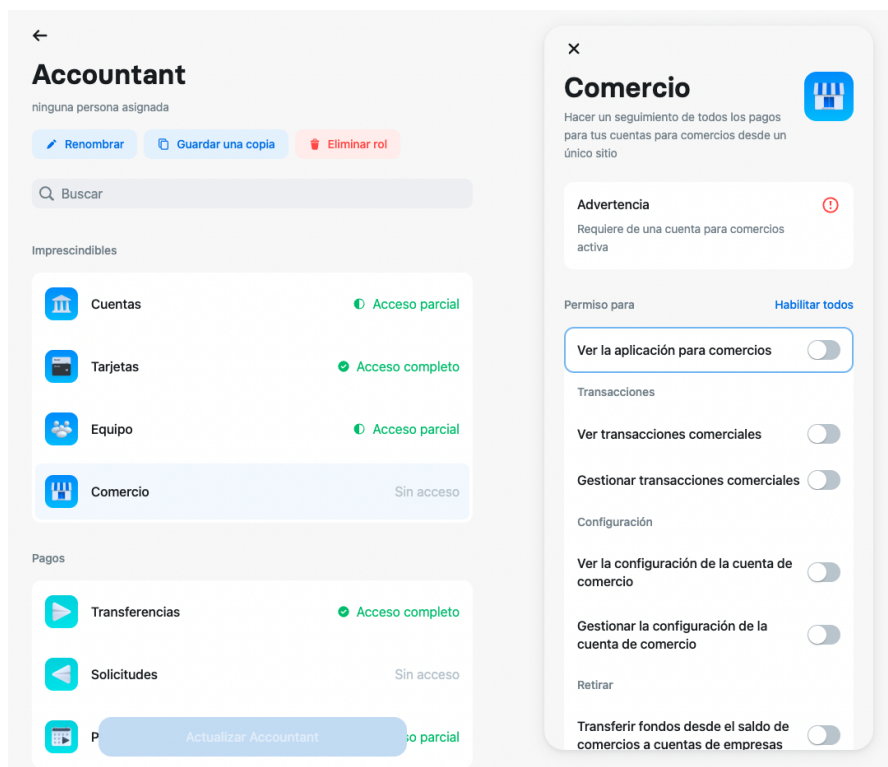 Accountant
ninguna persona asignada
Renombrar
Guardar una copia
Eliminar rol
Buscar
Imprescindibles
Cuentas
Acceso parcial
Tarjetas
Acceso completo
Equipo
Acceso parcial
Comercio
Sin acceso
Pagos
Transferencias
Acceso completo
Solicitudes
Sin acceso
P
Actualizar Accountant
so parcial
Comercio
Hacer un seguimiento de todos los pagos
para tus cuentas para comercios desde un
único sitio
Advertencia
Requiere de una cuenta para comercios
activa
Permiso para
Habilitar todos
Ver la aplicación para comercios
Transacciones
Ver transacciones comerciales
Gestionar transacciones comerciales
Configuración
Ver la configuración de la cuenta de
comercio
Gestionar la configuración de la
cuenta de comercio
Retirar
Transferir fondos desde el saldo de
comercios a cuentas de empresas